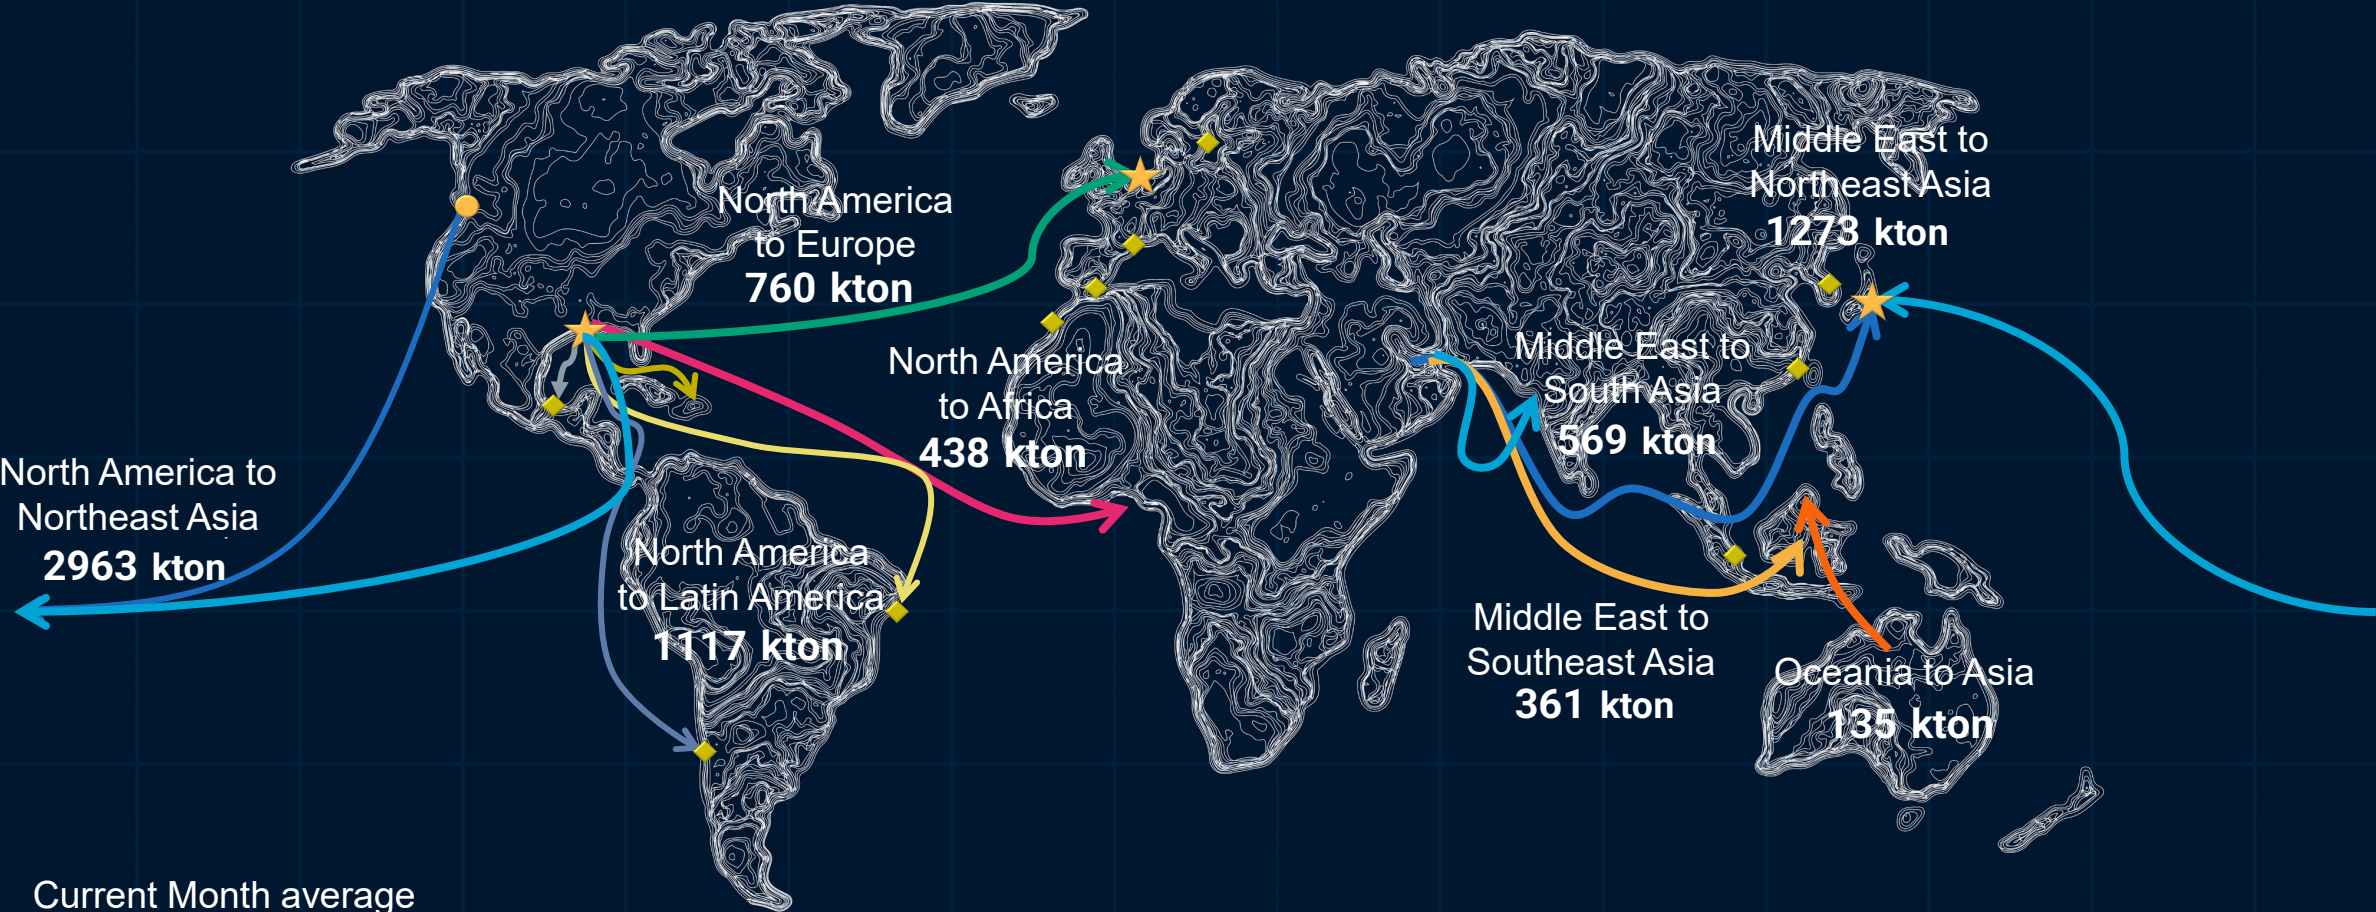 Middle East to
Northeast Asia
1273 kton
North America
to Europe
760 kton
North America
to Africa
438 kton
Middle East to
South Asia
569 kton
North America to
Northeast Asia
2963 kton
North America
to Latin America
1117 kton
Middle East to
Southeast Asia
361 kton
Oceania to Asia
135 kton
Current Month average